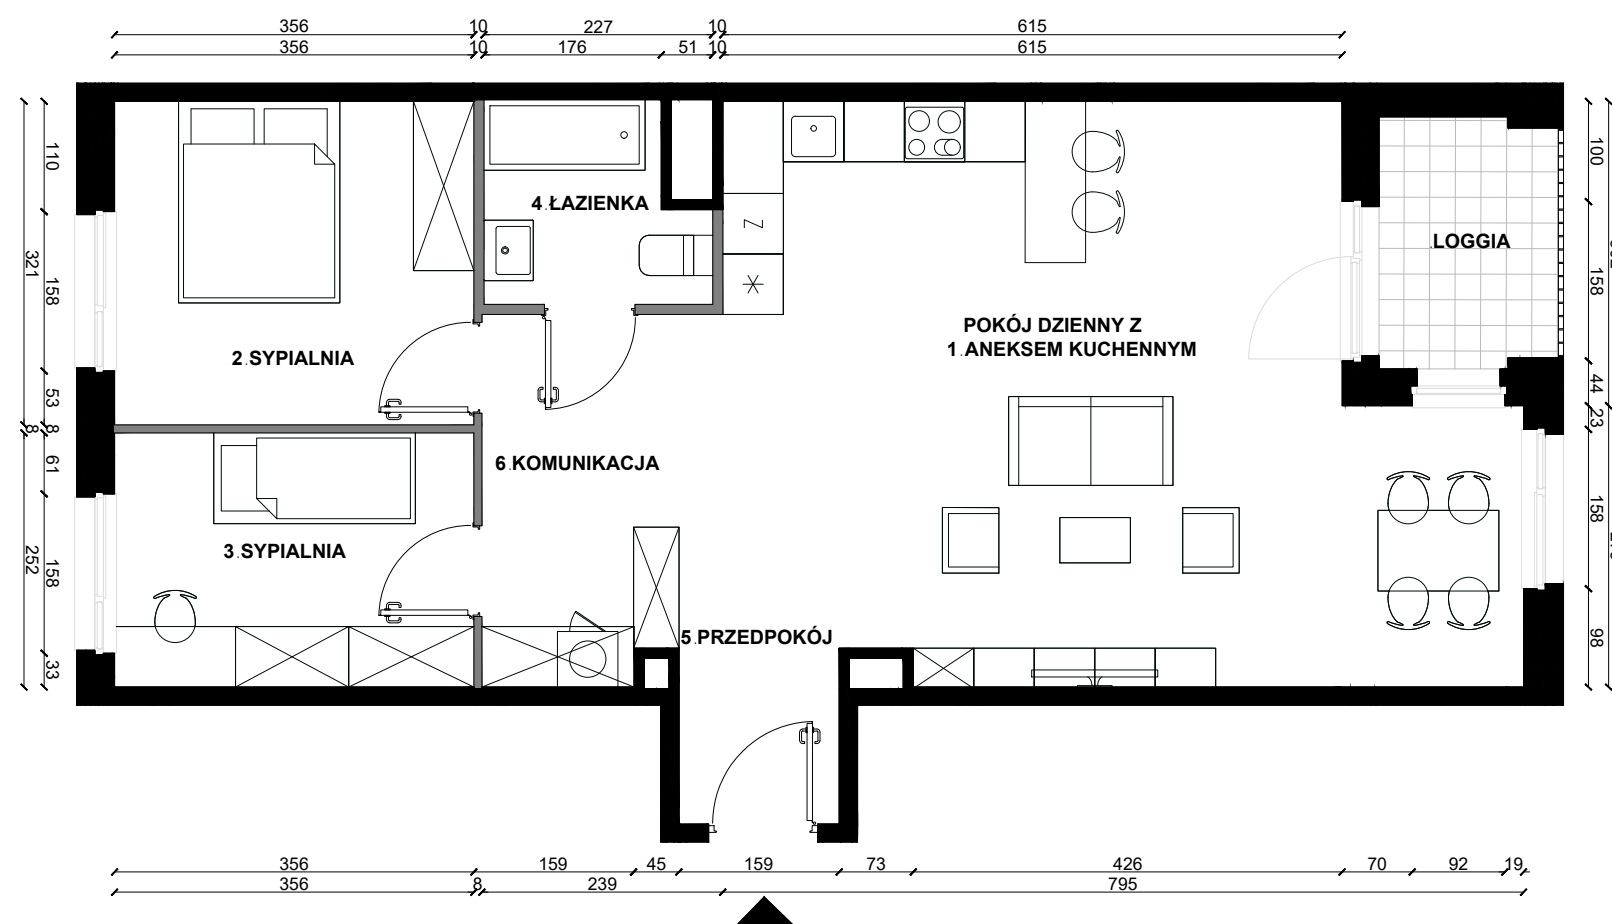 356 10 227 10 615
356 10 176 51 10 615
110
321
158
53
8 8
61
252
158
33
100
158
44
23
158
98
4.ŁAZIENKA
Z
.LOGGIA
POKÓJ DZIENNY Z
1.ANEKSEM KUCHENNYM
2.SYPIALNIA
6.KOMUNIKACJA
3.SYPIALNIA
5.PRZEDPOKÓJ
356 159 45 159 73 426 70 92 19
356 8 239 795